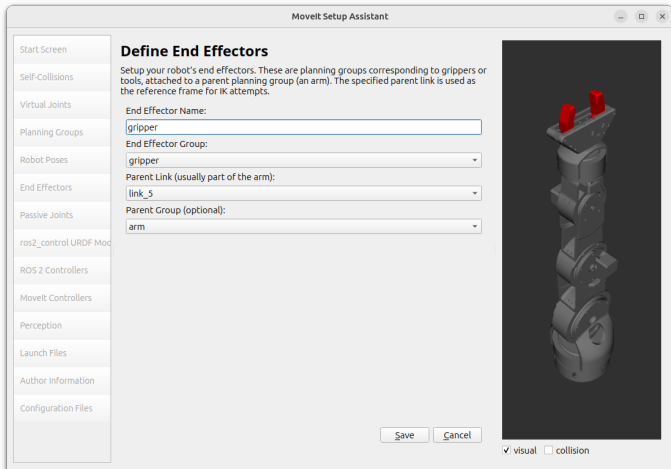 MoveIt Setup Assistant
Start Screen
Self-Collisions
Virtual Joints
Planning Groups
Robot Poses
End Effectors
Passive Joints
ros2_control URDF Mod
ROS 2 Controllers
MoveIt Controllers
Perception
Launch Files
Author Information
Configuration Files
Define End Effectors
Setup your robot's end effectors. These are planning groups corresponding to grippers or
tools, attached to a parent planning group (an arm). The specified parent link is used as
the reference frame for IK attempts.
End Effector Name:
gripper
End Effector Group:
gripper
Parent Link (usually part of the arm):
link_5
Parent Group (optional):
arm
Save
Cancel
visual
collision